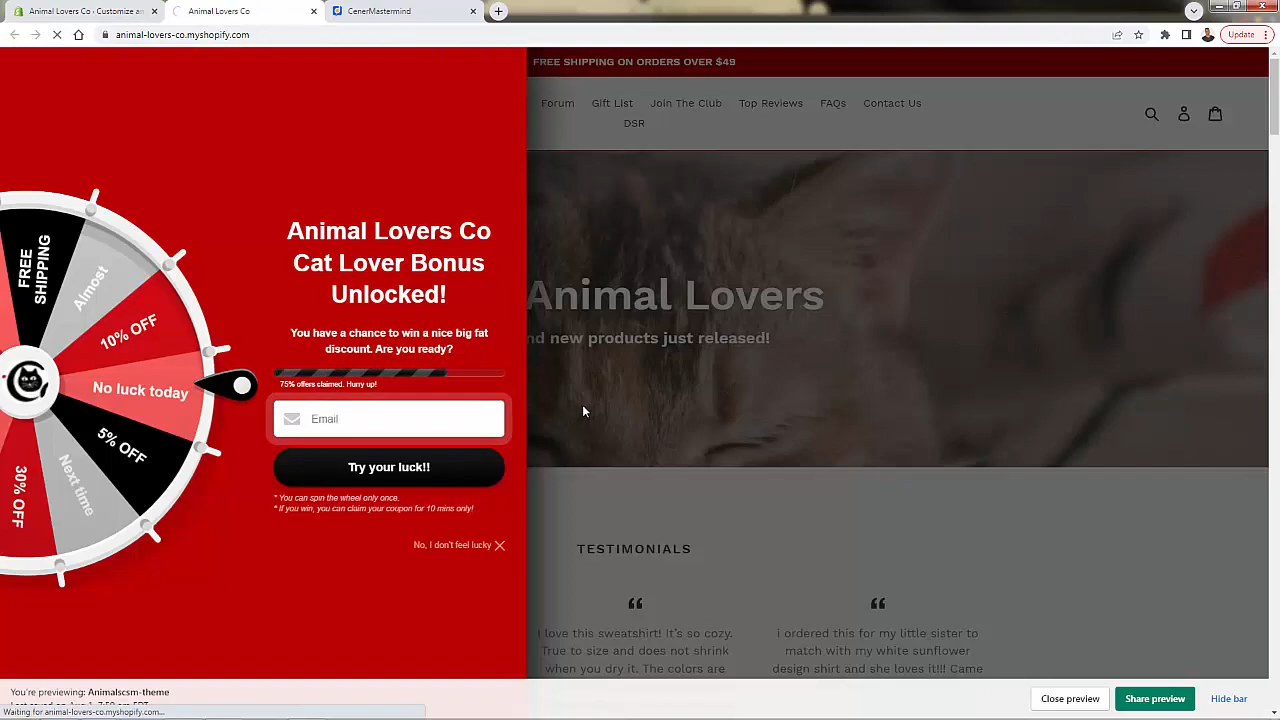 Animal Lovers Co · Customize an
Animal Lovers Co
CenerMastermind
animal-lovers-co.myshopify.com
Update
FREE SHIPPING ON ORDERS OVER $49
Forum Gift List Join The Club Top Reviews FAQs Contact Us
DSR
Animal Lovers
nd new products just released!
FREE
SHIPPING
Almost
10% OFF
No luck today
5% OFF
Next time
30% OFF
Animal Lovers Co
Cat Lover Bonus
Unlocked!
You have a chance to win a nice big fat
discount. Are you ready?
75% offers claimed. Hurry up!
Email
Try your luck!!
* You can spin the wheel only once.
* If you win, you can claim your coupon for 10 mins only!
No, I don't feel lucky
TESTIMONIALS
I love this sweatshirt! It's so cozy.
True to size and does not shrink
when you dry it. The colors are
i ordered this for my little sister to
match with my white sunflower
design shirt and she loves it!!! Came
You're previewing: Animalscsm-theme
Waiting for animal-lovers-co.myshopify.com...
Close preview
Share preview
Hide bar